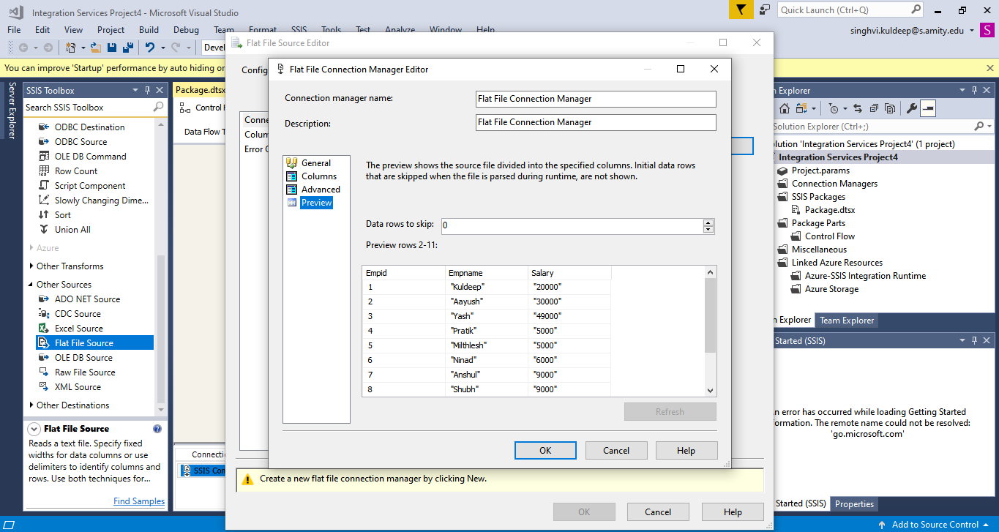 Integration Services Project4 - Microsoft Visual Studio
Quick Launch (Ctrl+Q)
File Edit View Project Build Debug Team Format SSIS Tools Test Analyze Window Help
singhvi.kuldeep@s.amity.edu
S
Devel
You can improve 'Startup' performance by auto hiding or
Server Explorer
SSIS Toolbox
Search SSIS Toolbox
ODBC Destination
ODBC Source
OLE DB Command
Row Count
Script Component
Slowly Changing Dime...
Sort
Union All
Azure
Other Transforms
Other Sources
ADO NET Source
CDC Source
Excel Source
Flat File Source
OLE DB Source
Raw File Source
XML Source
Other Destinations
Flat File Source
Reads a text file. Specify fixed
widths for data columns or use
delimiters to identify columns and
rows. Use both techniques for...
Find Samples
Package.dtsx
Control F
Data Flow T
Connectio
SSIS Con
Flat File Source Editor
Config
Conne
Colum
Error C
Flat File Connection Manager Editor
Connection manager name:
Flat File Connection Manager
Description:
Flat File Connection Manager
General
Columns
Advanced
Preview
The preview shows the source file divided into the specified columns. Initial data rows
that are skipped when the file is parsed during runtime, are not shown.
Data rows to skip:
0
Preview rows 2-11:
Empid Empname Salary
1 "Kuldeep" "20000"
2 "Aayush" "30000"
3 "Yash" "49000"
4 "Pratik" "5000"
5 "Milthlesh" "5000"
6 "Ninad" "6000"
7 "Anshul" "9000"
8 "Shubh" "9000"
Refresh
OK Cancel Help
Create a new flat file connection manager by clicking New.
OK Cancel Help
n Explorer
Solution Explorer (Ctrl+;)
olution 'Integration Services Project4' (1 project)
Integration Services Project4
Project.params
Connection Managers
SSIS Packages
Package.dtsx
Package Parts
Control Flow
Miscellaneous
Linked Azure Resources
Azure-SSIS Integration Runtime
Azure Storage
n Explorer Team Explorer
Started (SSIS)
n error has occurred while loading Getting Started
formation. The remote name could not be resolved:
'go.microsoft.com'
Started (SSIS) Properties
Add to Source Control